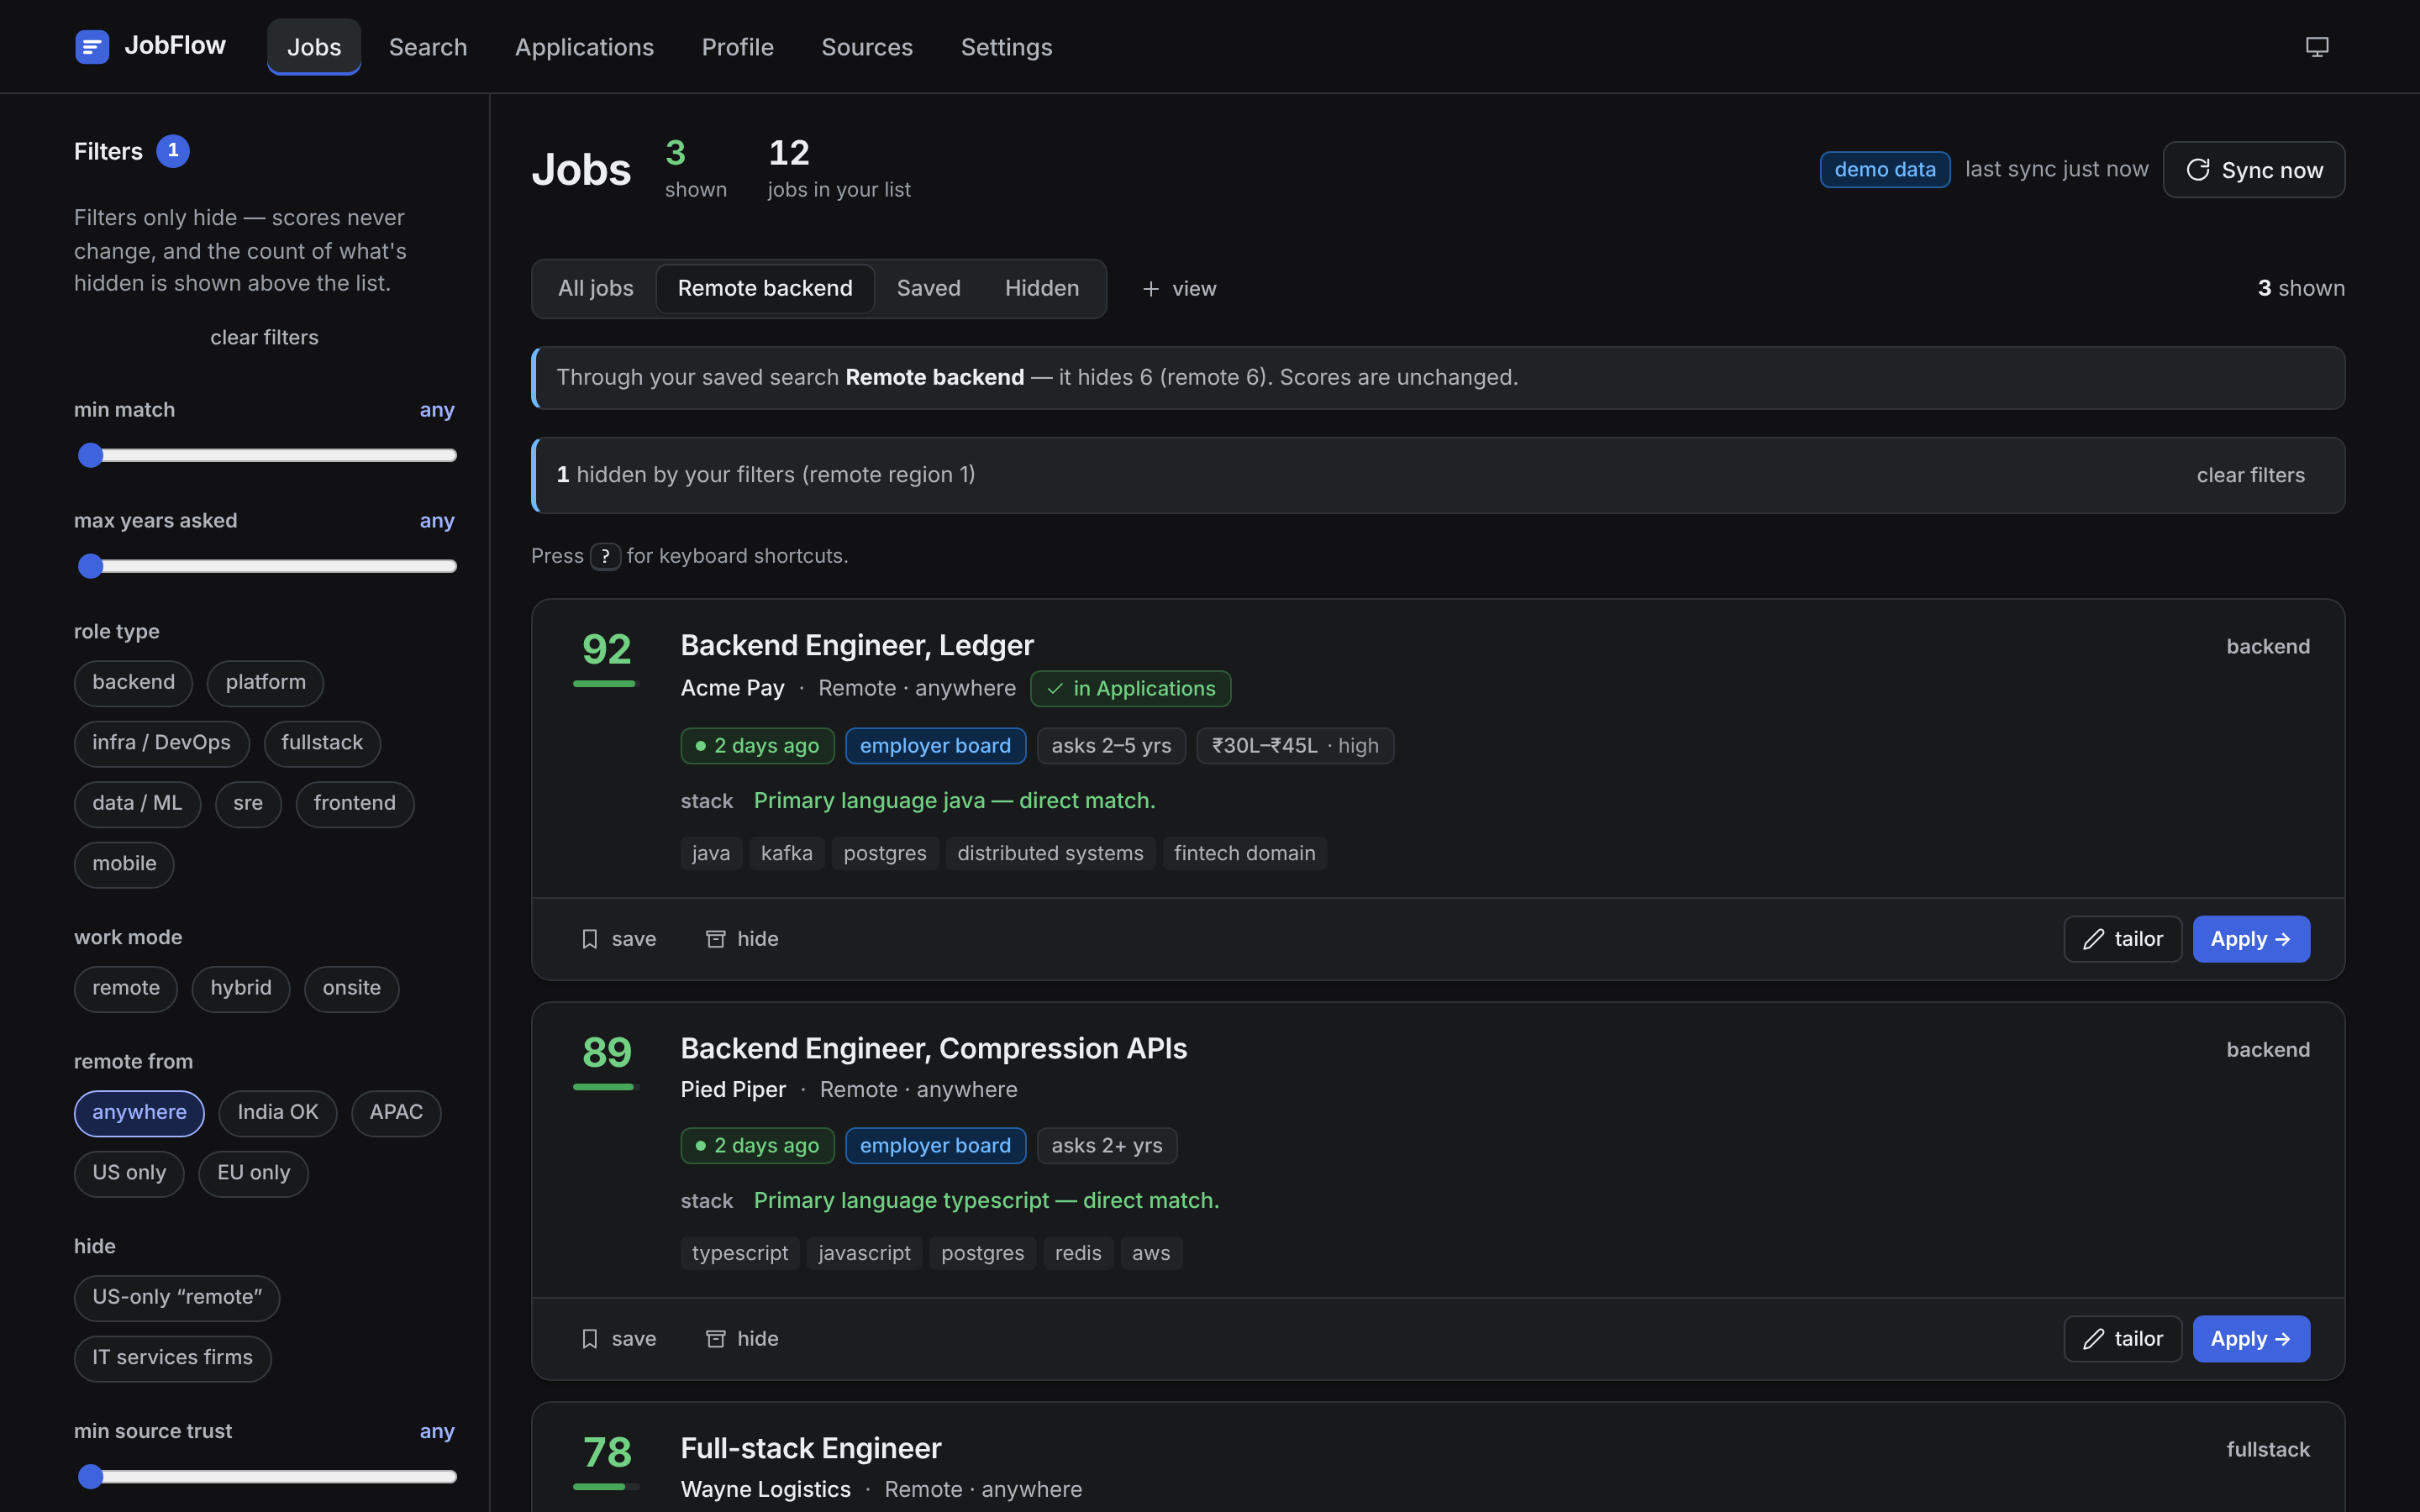 JobFlow
Jobs
Search
Applications
Profile
Sources
Settings
Filters 1
Filters only hide — scores never
change, and the count of what's
hidden is shown above the list.
clear filters
min match any
max years asked any
role type
backend platform
infra / DevOps fullstack
data / ML sre frontend
mobile
work mode
remote hybrid onsite
remote from
anywhere India OK APAC
US only EU only
hide
US-only “remote”
IT services firms
min source trust any
Jobs
3
shown
12
jobs in your list
demo data last sync just now Sync now
All jobs Remote backend Saved Hidden + view 3 shown
Through your saved search Remote backend — it hides 6 (remote 6). Scores are unchanged.
1 hidden by your filters (remote region 1) clear filters
Press ? for keyboard shortcuts.
92 Backend Engineer, Ledger backend
Acme Pay · Remote · anywhere ✓ in Applications
2 days ago employer board asks 2–5 yrs ₹30L–₹45L · high
stack Primary language java — direct match.
java kafka postgres distributed systems fintech domain
save hide tailor Apply →
89 Backend Engineer, Compression APIs backend
Pied Piper · Remote · anywhere
2 days ago employer board asks 2+ yrs
stack Primary language typescript — direct match.
typescript javascript postgres redis aws
save hide tailor Apply →
78 Full-stack Engineer fullstack
Wayne Logistics · Remote · anywhere